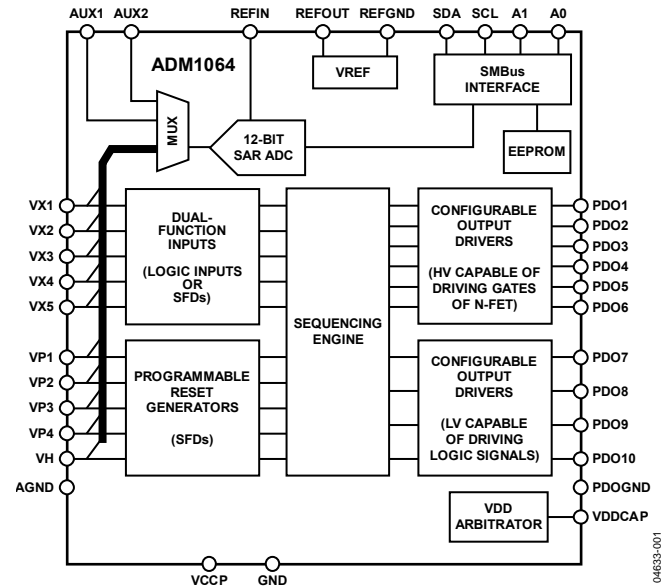 AUX1 AUX2 REFIN REFOUT REFGND SDA SCL A1 A0
ADM1064
VREF
SMBus
INTERFACE
MUX
12-BIT
SAR ADC
EEPROM
VX1
VX2
VX3
VX4
VX5
DUAL-
FUNCTION
INPUTS
(LOGIC INPUTS
OR
SFDs)
SEQUENCING
ENGINE
CONFIGURABLE
OUTPUT
DRIVERS
(HV CAPABLE OF
DRIVING GATES
OF N-FET)
PDO1
PDO2
PDO3
PDO4
PDO5
PDO6
VP1
VP2
VP3
VP4
VH
AGND
PROGRAMMABLE
RESET
GENERATORS
(SFDs)
CONFIGURABLE
OUTPUT
DRIVERS
(LV CAPABLE
OF DRIVING
LOGIC SIGNALS)
PDO7
PDO8
PDO9
PDO10
PDOGND
VDD
ARBITRATOR
VDDCAP
VCCP GND
04633-001